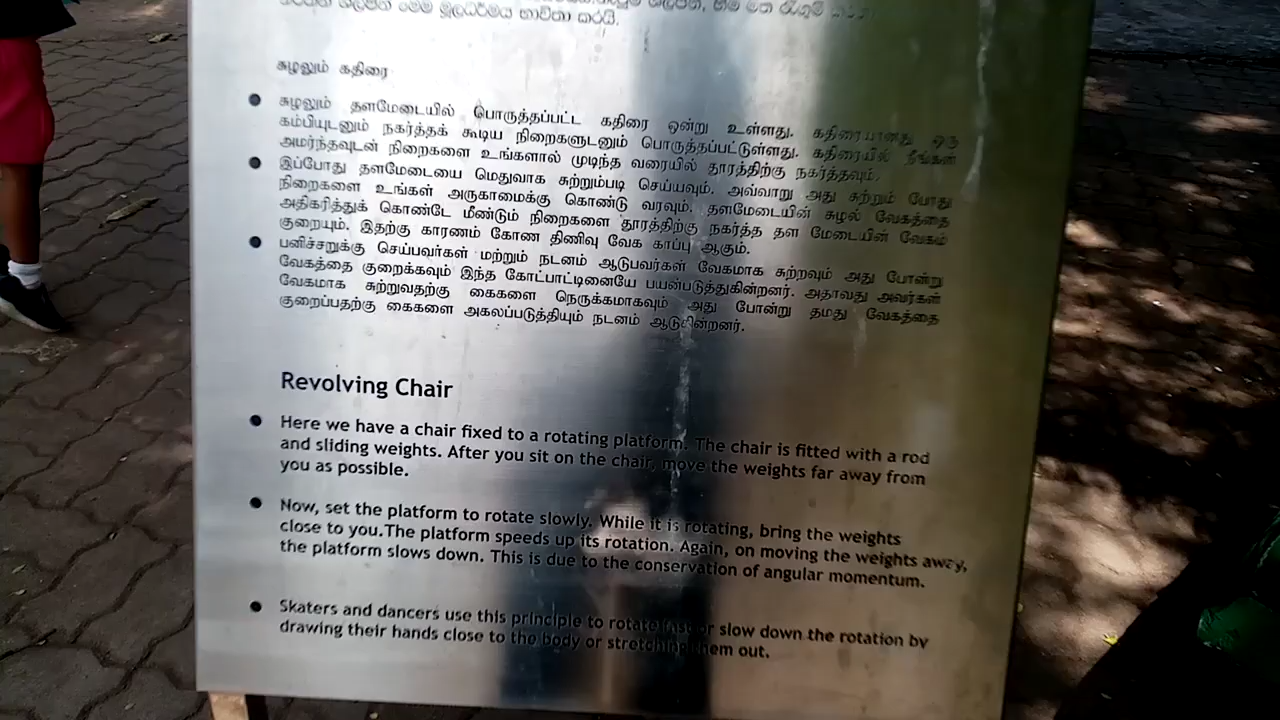 මූලධර්මය භාවිතා කරයි.
சுழலும் கதிரை
● சுழலும் தளமேடையில் பொருத்தப்பட்ட கதிரை ஒன்று உள்ளது. கதிரையானது ஒரு
கம்பியுடனும் நகர்த்தக் கூடிய நிறைகளுடனும் பொருத்தப்பட்டுள்ளது. கதிரையில் நீங்கள்
அமர்ந்தவுடன் நிறைகளை உங்களால் முடிந்த வரையில் தூரத்திற்கு நகர்த்தவும்.
● இப்போது தளமேடையை மெதுவாக சுற்றும்படி செய்யவும். அவ்வாறு அது சுற்றும் போது
நிறைகளை உங்கள் அருகாமைக்கு கொண்டு வரவும். தளமேடையின் சுழல் வேகத்தை
அதிகரித்துக் கொண்டே மீண்டும் நிறைகளை தூரத்திற்கு நகர்த்த தள மேடையின் வேகம்
குறையும். இதற்கு காரணம் கோண திணிவு வேக காப்பு ஆகும்.
● பனிச்சறுக்கு செய்பவர்கள் மற்றும் நடனம் ஆடுபவர்கள் வேகமாக சுற்றவும் அது போன்று
வேகத்தை குறைக்கவும் இந்த கோட்பாட்டினையே பயன்படுத்துகின்றனர். அதாவது அவர்கள்
வேகமாக சுற்றுவதற்கு கைகளை நெருக்கமாகவும் அது போன்று தமது வேகத்தை
குறைப்பதற்கு கைகளை அகலப்படுத்தியும் நடனம் ஆடுகின்றனர்.
Revolving Chair
● Here we have a chair fixed to a rotating platform. The chair is fitted with a rod
and sliding weights. After you sit on the chair, move the weights far away from
you as possible.
● Now, set the platform to rotate slowly. While it is rotating, bring the weights
close to you.The platform speeds up its rotation. Again, on moving the weights away,
the platform slows down. This is due to the conservation of angular momentum.
● Skaters and dancers use this principle to rotate fast or slow down the rotation by
drawing their hands close to the body or stretching them out.